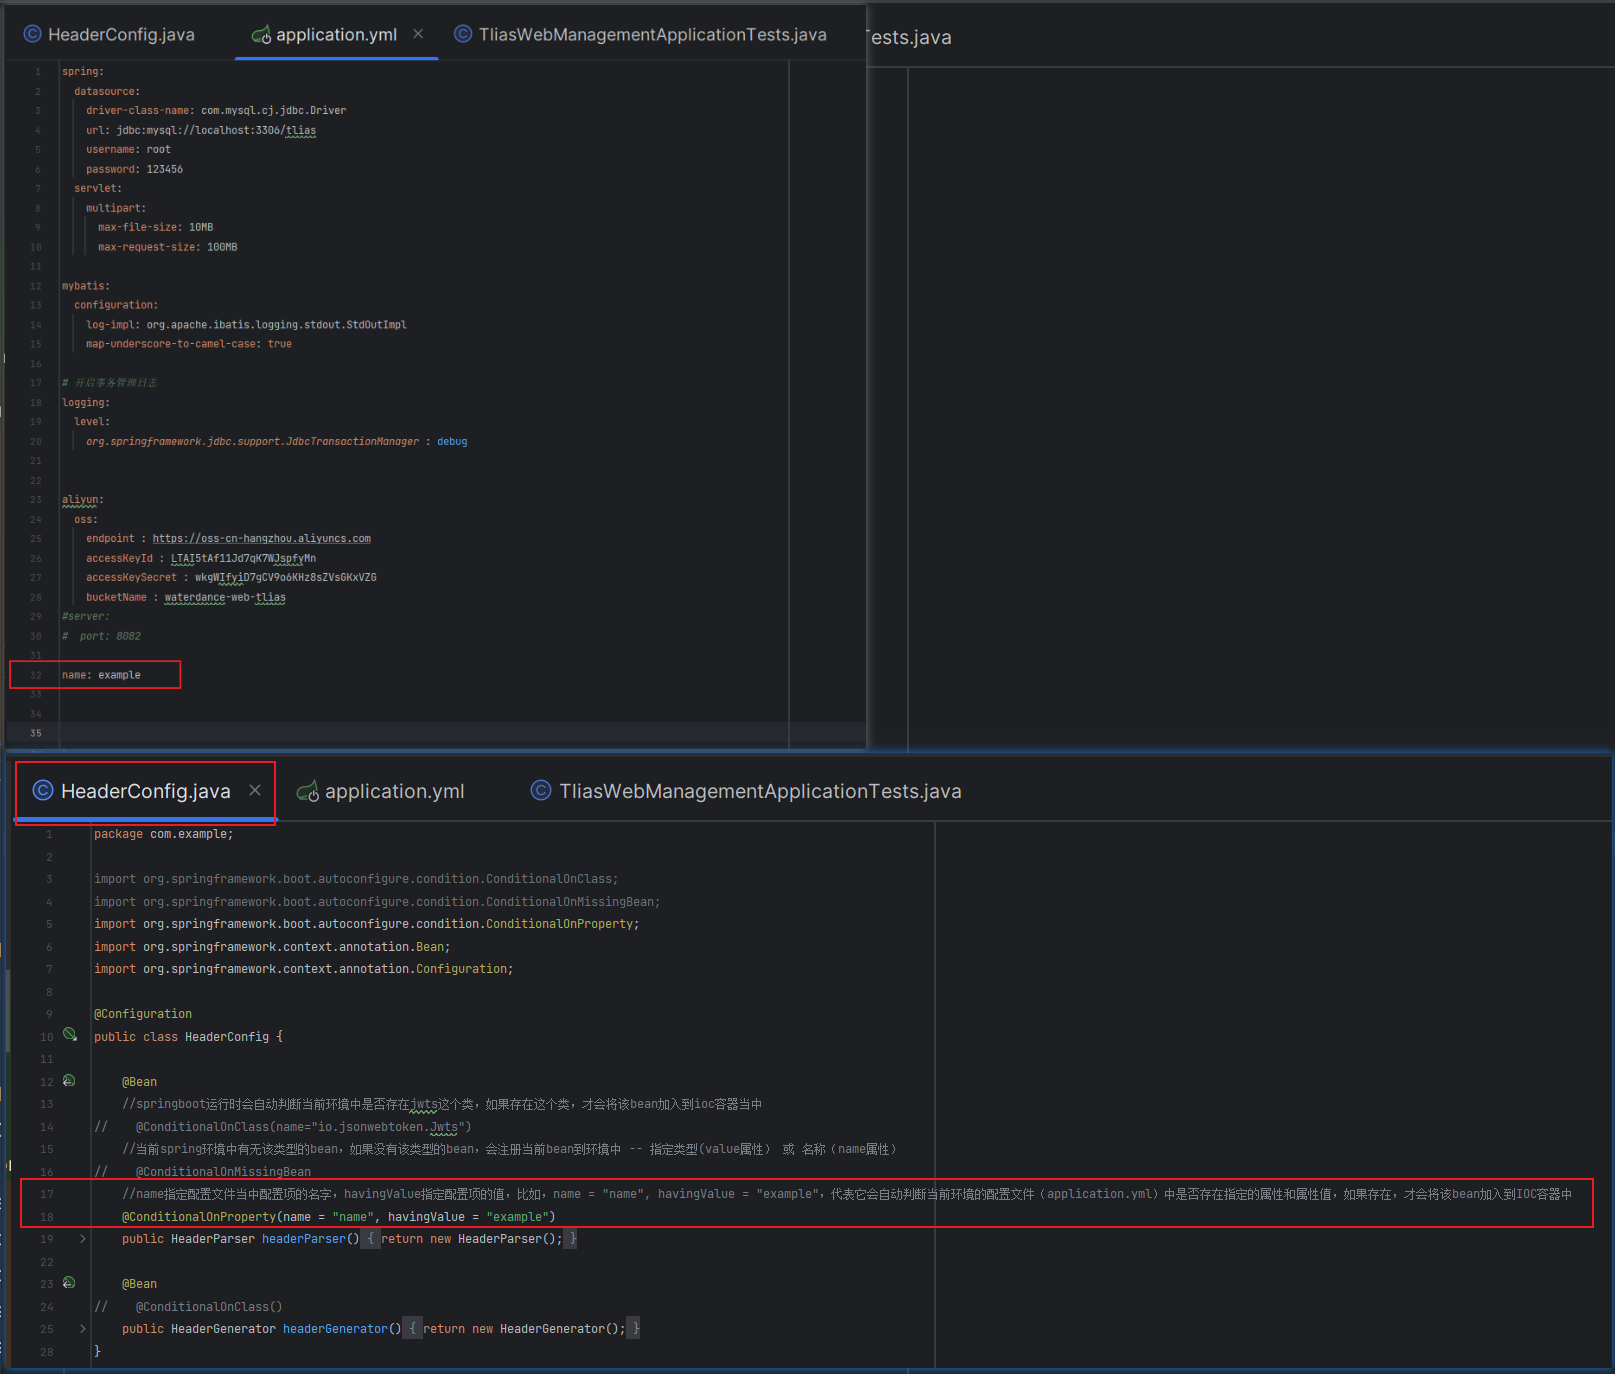 HeaderConfig.java
application.yml
TliasWebManagementApplicationTests.java
Tests.java
1 spring:
2 datasource:
3 driver-class-name: com.mysql.cj.jdbc.Driver
4 url: jdbc:mysql://localhost:3306/tlias
5 username: root
6 password: 123456
7 servlet:
8 multipart:
9 max-file-size: 10MB
10 max-request-size: 100MB
11
12 mybatis:
13 configuration:
14 log-impl: org.apache.ibatis.logging.stdout.StdOutImpl
15 map-underscore-to-camel-case: true
16
17 # 开启事务管理日志
18 logging:
19 level:
20 org.springframework.jdbc.support.JdbcTransactionManager : debug
21
22
23 aliyun:
24 oss:
25 endpoint : https://oss-cn-hangzhou.aliyuncs.com
26 accessKeyId : LTAI5tAf11Jd7qK7WJspfyMn
27 accessKeySecret : wkgWIfyiD7gCV9o6KHz8sZVsGKxVZG
28 bucketName : waterdance-web-tlias
29 #server:
30 # port: 8082
31
32 name: example
33
34
35
HeaderConfig.java
application.yml
TliasWebManagementApplicationTests.java
1 package com.example;
2
3 import org.springframework.boot.autoconfigure.condition.ConditionalOnClass;
4 import org.springframework.boot.autoconfigure.condition.ConditionalOnMissingBean;
5 import org.springframework.boot.autoconfigure.condition.ConditionalOnProperty;
6 import org.springframework.context.annotation.Bean;
7 import org.springframework.context.annotation.Configuration;
8
9 @Configuration
10 public class HeaderConfig {
11
12 @Bean
13 //springboot运行时会自动判断当前环境中是否存在jwts这个类，如果存在这个类，才会将该bean加入到ioc容器当中
14 // @ConditionalOnClass(name="io.jsonwebtoken.Jwts")
15 //当前spring环境中有无该类型的bean，如果没有该类型的bean，会注册当前bean到环境中 -- 指定类型(value属性） 或 名称（name属性）
16 // @ConditionalOnMissingBean
17 //name指定配置文件当中配置项的名字，havingValue指定配置项的值，比如，name = "name", havingValue = "example"，代表它会自动判断当前环境的配置文件（application.yml）中是否存在指定的属性和属性值，如果存在，才会将该bean加入到IOC容器中
18 @ConditionalOnProperty(name = "name", havingValue = "example")
19 public HeaderParser headerParser() { return new HeaderParser(); }
22
23 @Bean
24 // @ConditionalOnClass()
25 public HeaderGenerator headerGenerator() { return new HeaderGenerator(); }
28 }